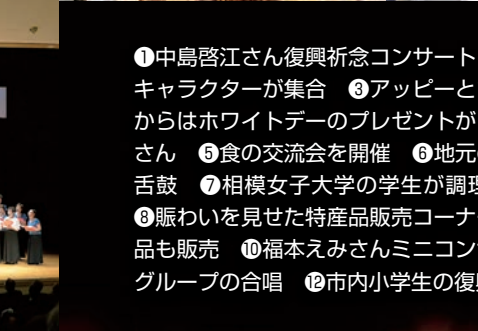 ❶中島啓江さん復興祈念コンサート
キャラクターが集合　❸アッピーと
からはホワイトデーのプレゼントが
さん　❺食の交流会を開催　❻地元
舌鼓　❼相模女子大学の学生が調理
❽賑わいを見せた特産品販売コーナ
品も販売　❿福本えみさんミニコン
グループの合唱　⓬市内小学生の復